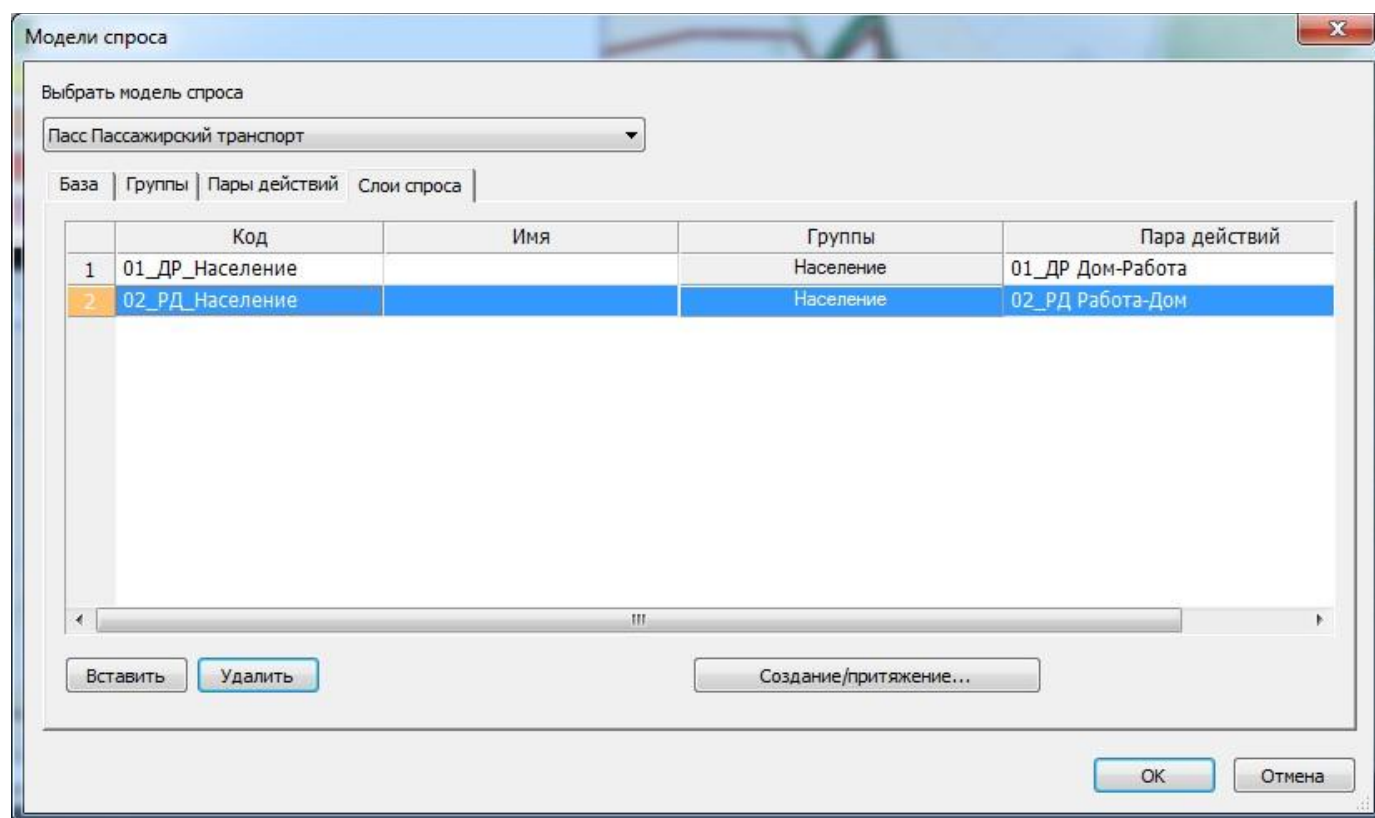 Модели спроса
Выбрать модель спроса
Пасс Пассажирский транспорт
База Группы Пары действий Слои спроса
Код Имя Группы Пара действий
1 01_ДР_Население Население 01_ДР Дом-Работа
2 02_РД_Население Население 02_РД Работа-Дом
Вставить Удалить Создание/притяжение...
OK Отмена